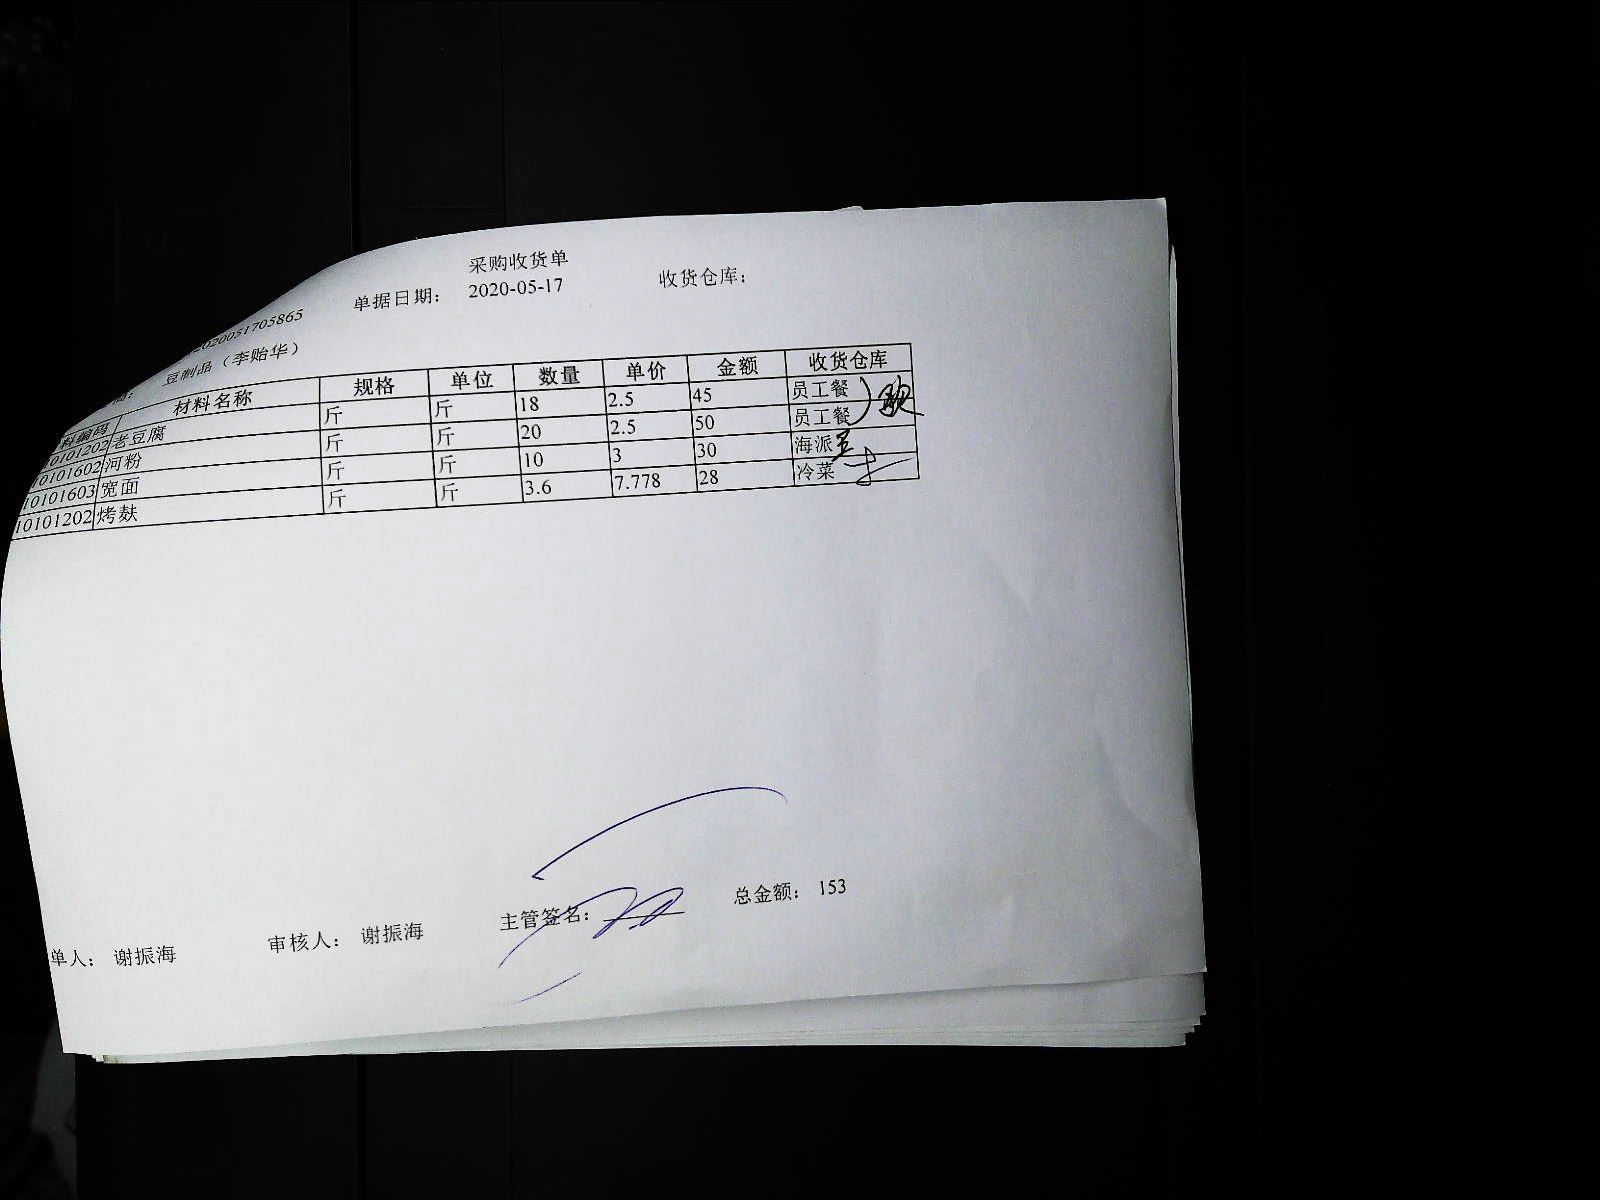 采购收货单
单据日期： 2020-05-17 收货仓库：
2020051705865
豆制品（李贻华）
料编码 材料名称 规格 单位 数量 单价 金额 收货仓库
10101202 老豆腐 斤 斤 18 2.5 45 员工餐
10101602 河粉 斤 斤 20 2.5 50 员工餐
10101603 宽面 斤 斤 10 3 30 海派
10101202 烤麸 斤 斤 3.6 7.778 28 冷菜
单人： 谢振海 审核人： 谢振海 主管签名： 总金额： 153